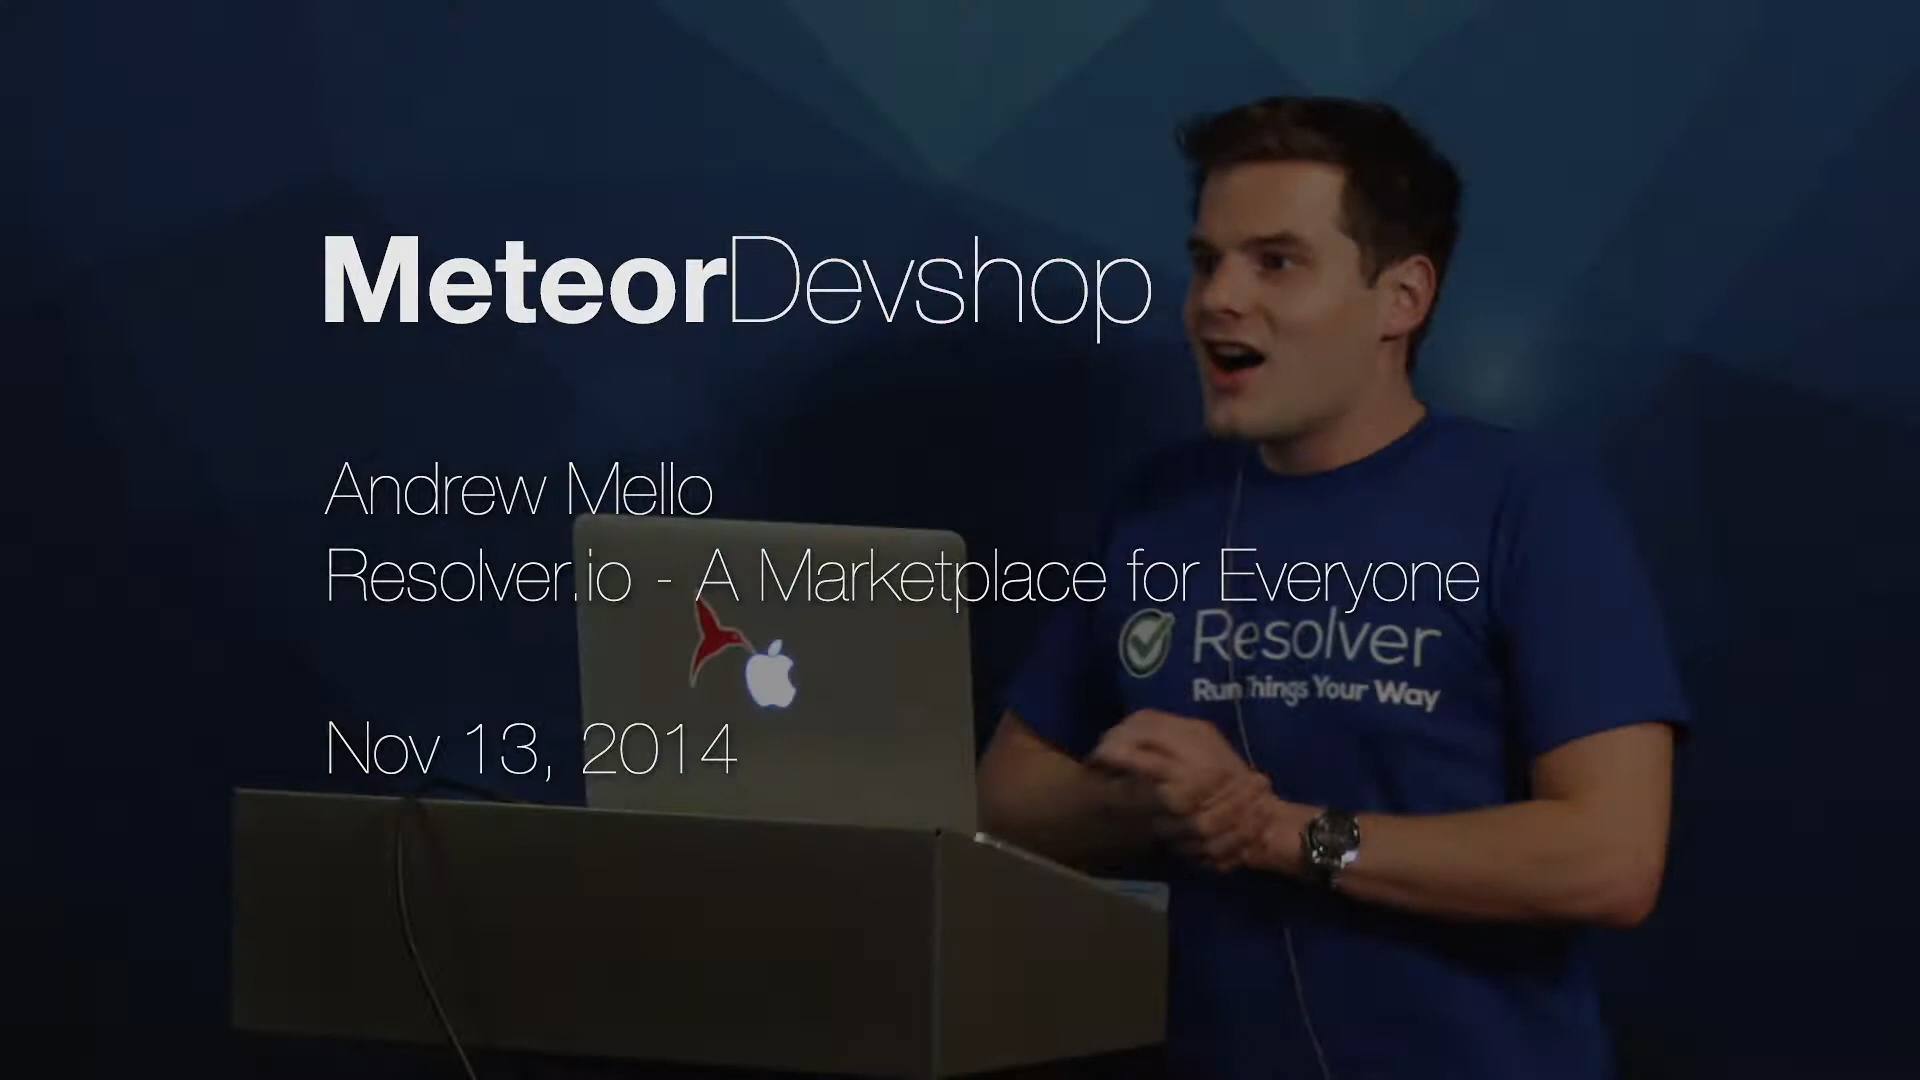 MeteorDevshop
Andrew Mello
Resolver.io - A Marketplace for Everyone
Resolver
Run Things Your Way
Nov 13, 2014